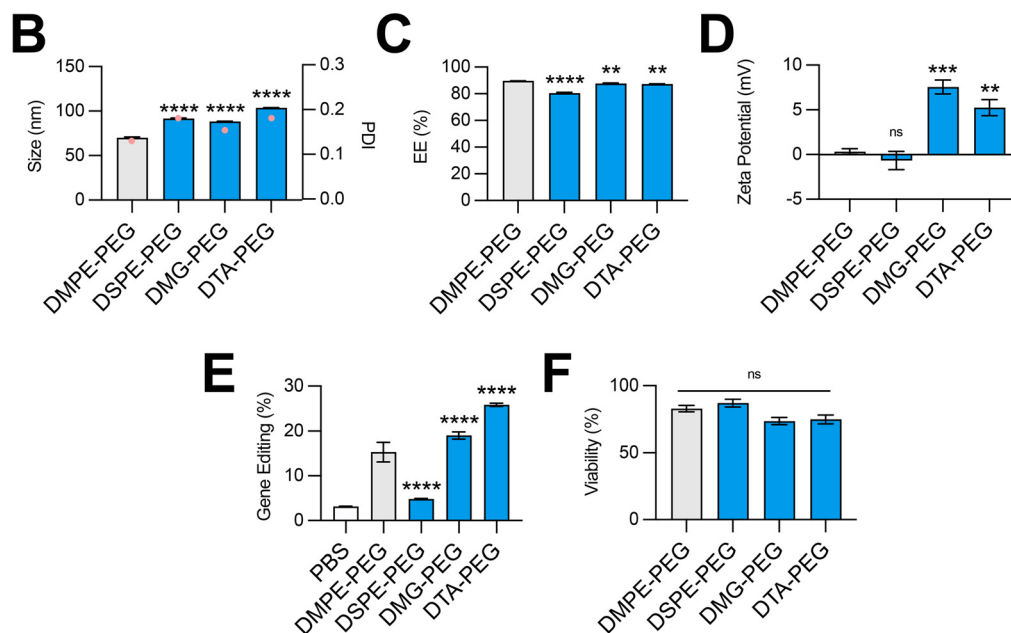 B
Size (nm)
150
100
50
0
PDI
0.3
0.2
0.1
0.0
****
****
****
DMPE-PEG
DSPE-PEG
DMG-PEG
DTA-PEG
C
EE (%)
100
80
60
40
20
0
****
**
**
DMPE-PEG
DSPE-PEG
DMG-PEG
DTA-PEG
D
Zeta Potential (mV)
10
5
0
-5
ns
***
**
DMPE-PEG
DSPE-PEG
DMG-PEG
DTA-PEG
E
Gene Editing (%)
30
20
10
0
****
****
****
PBS
DMPE-PEG
DSPE-PEG
DMG-PEG
DTA-PEG
F
Viability (%)
100
50
0
ns
DMPE-PEG
DSPE-PEG
DMG-PEG
DTA-PEG